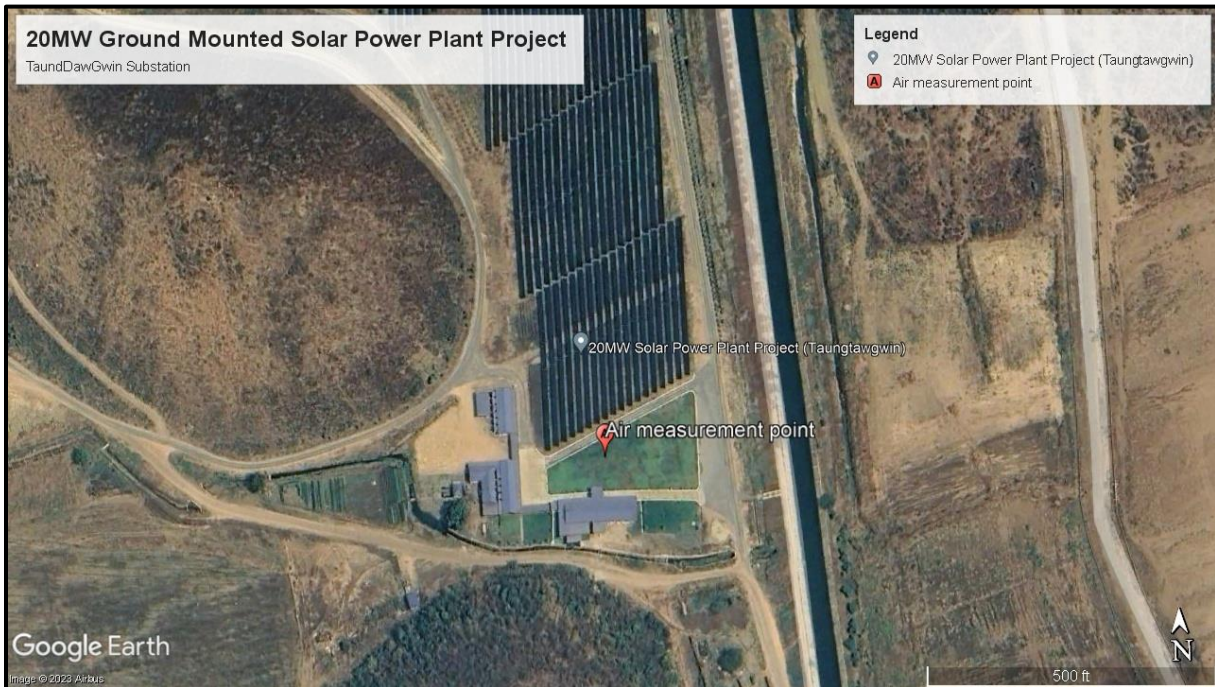 20MW Ground Mounted Solar Power Plant Project
TaundDawGwin Substation
Legend
20MW Solar Power Plant Project (Taungtawgwin)
A Air measurement point
20MW Solar Power Plant Project (Taungtawgwin)
Air measurement point
Google Earth
Image © 2023 Airbus
N
500 ft